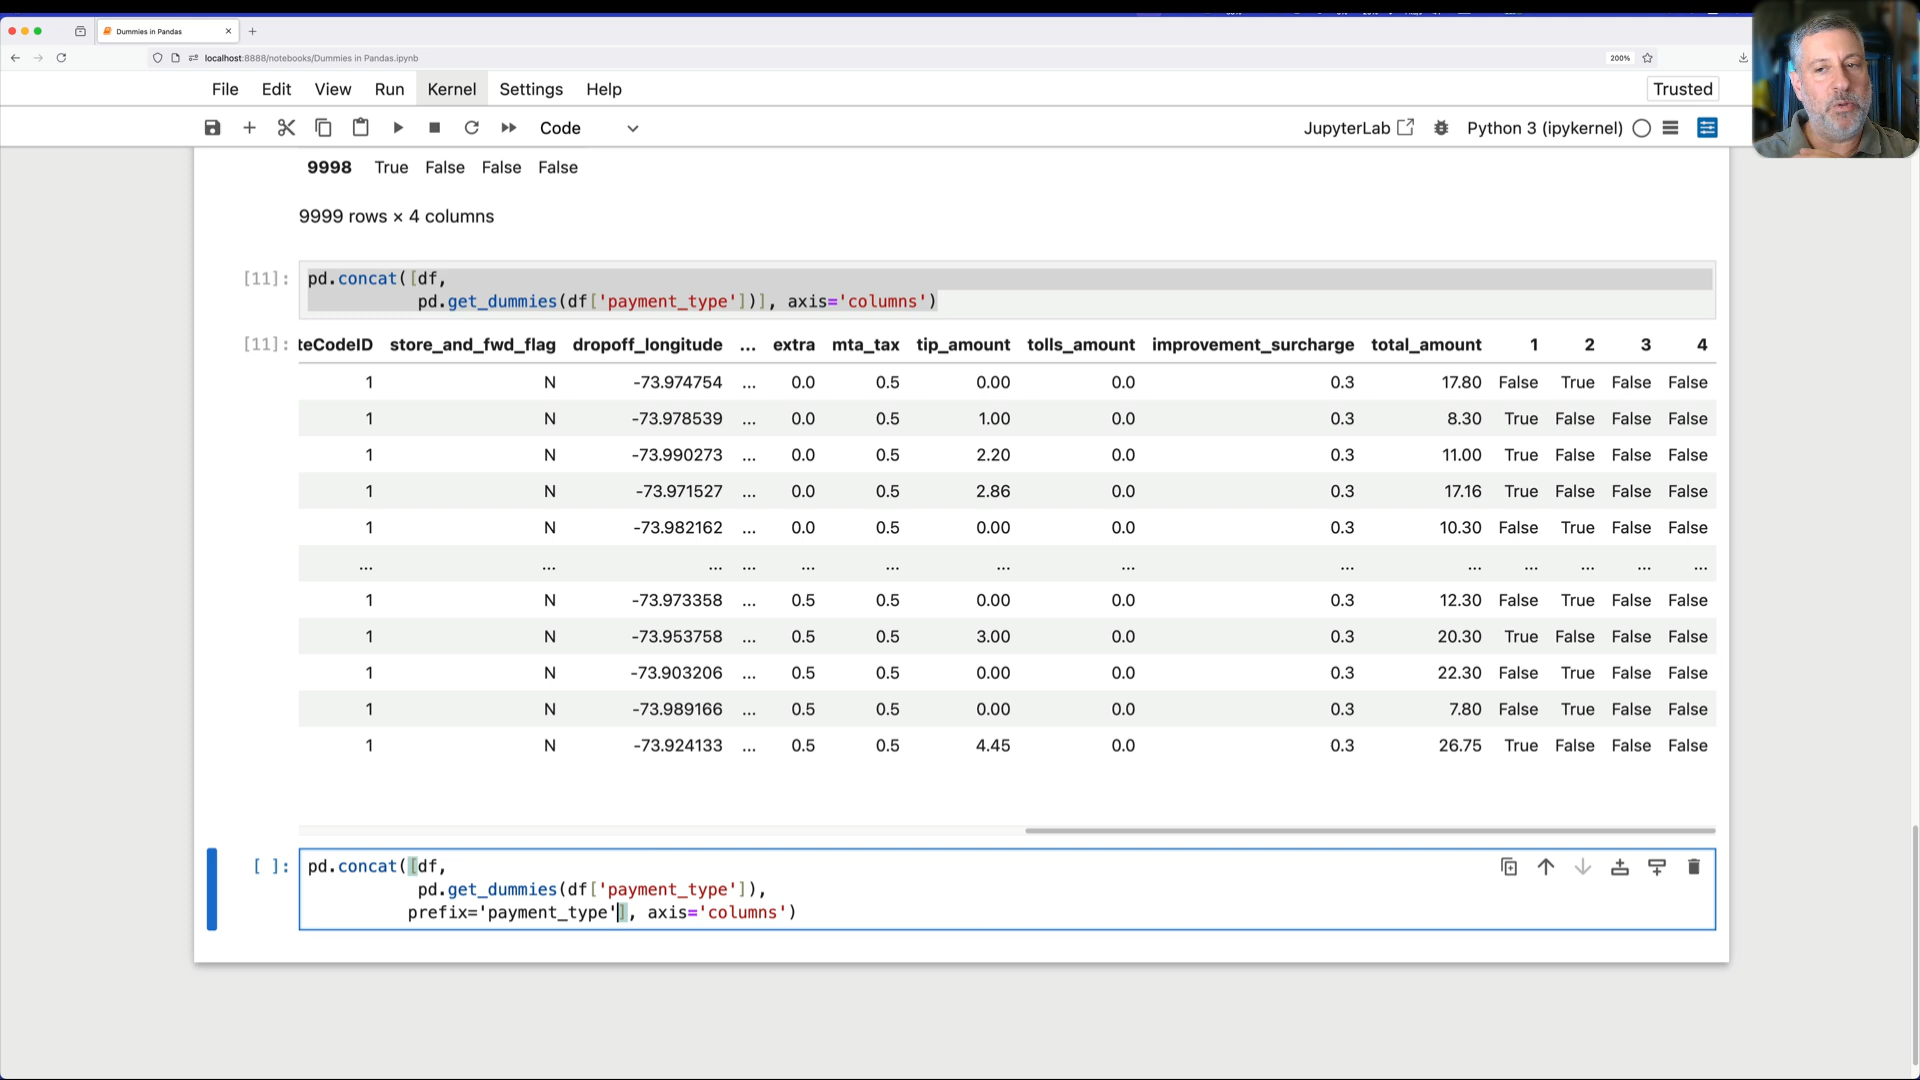 Dummies in Pandas
localhost:8888/notebooks/Dummies in Pandas.ipynb
200%
File Edit View Run Kernel Settings Help
Trusted
Code
JupyterLab
Python 3 (ipykernel)
9998 True False False False
9999 rows × 4 columns
[11]: pd.concat([df,
pd.get_dummies(df['payment_type'])], axis='columns')
[11]: teCodeID store_and_fwd_flag dropoff_longitude ... extra mta_tax tip_amount tolls_amount improvement_surcharge total_amount 1 2 3 4
1 N -73.974754 ... 0.0 0.5 0.00 0.0 0.3 17.80 False True False False
1 N -73.978539 ... 0.0 0.5 1.00 0.0 0.3 8.30 True False False False
1 N -73.990273 ... 0.0 0.5 2.20 0.0 0.3 11.00 True False False False
1 N -73.971527 ... 0.0 0.5 2.86 0.0 0.3 17.16 True False False False
1 N -73.982162 ... 0.0 0.5 0.00 0.0 0.3 10.30 False True False False
... ... ... ... ... ... ... ... ... ... ... ... ... ...
1 N -73.973358 ... 0.5 0.5 0.00 0.0 0.3 12.30 False True False False
1 N -73.953758 ... 0.5 0.5 3.00 0.0 0.3 20.30 True False False False
1 N -73.903206 ... 0.5 0.5 0.00 0.0 0.3 22.30 False True False False
1 N -73.989166 ... 0.5 0.5 0.00 0.0 0.3 7.80 False True False False
1 N -73.924133 ... 0.5 0.5 4.45 0.0 0.3 26.75 True False False False
[ ]: pd.concat([df,
pd.get_dummies(df['payment_type']),
prefix='payment_type'], axis='columns')